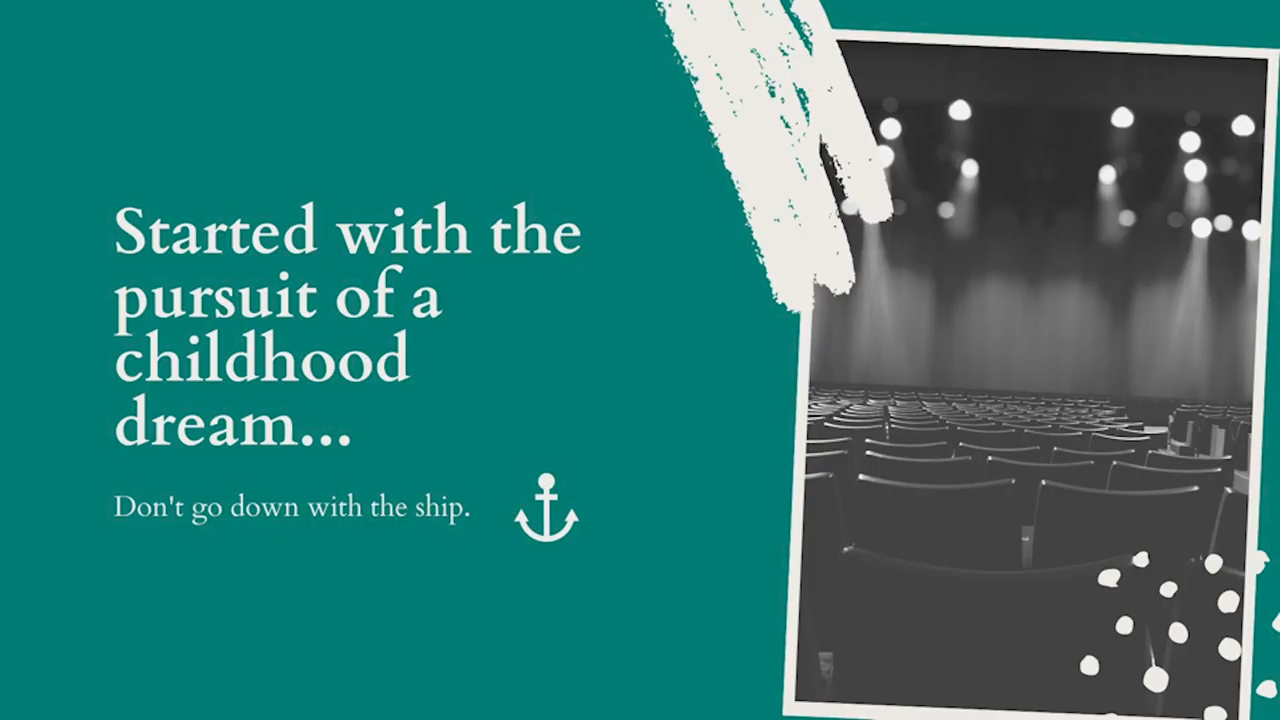 Started with the
pursuit of a
childhood
dream...
Don't go down with the ship.